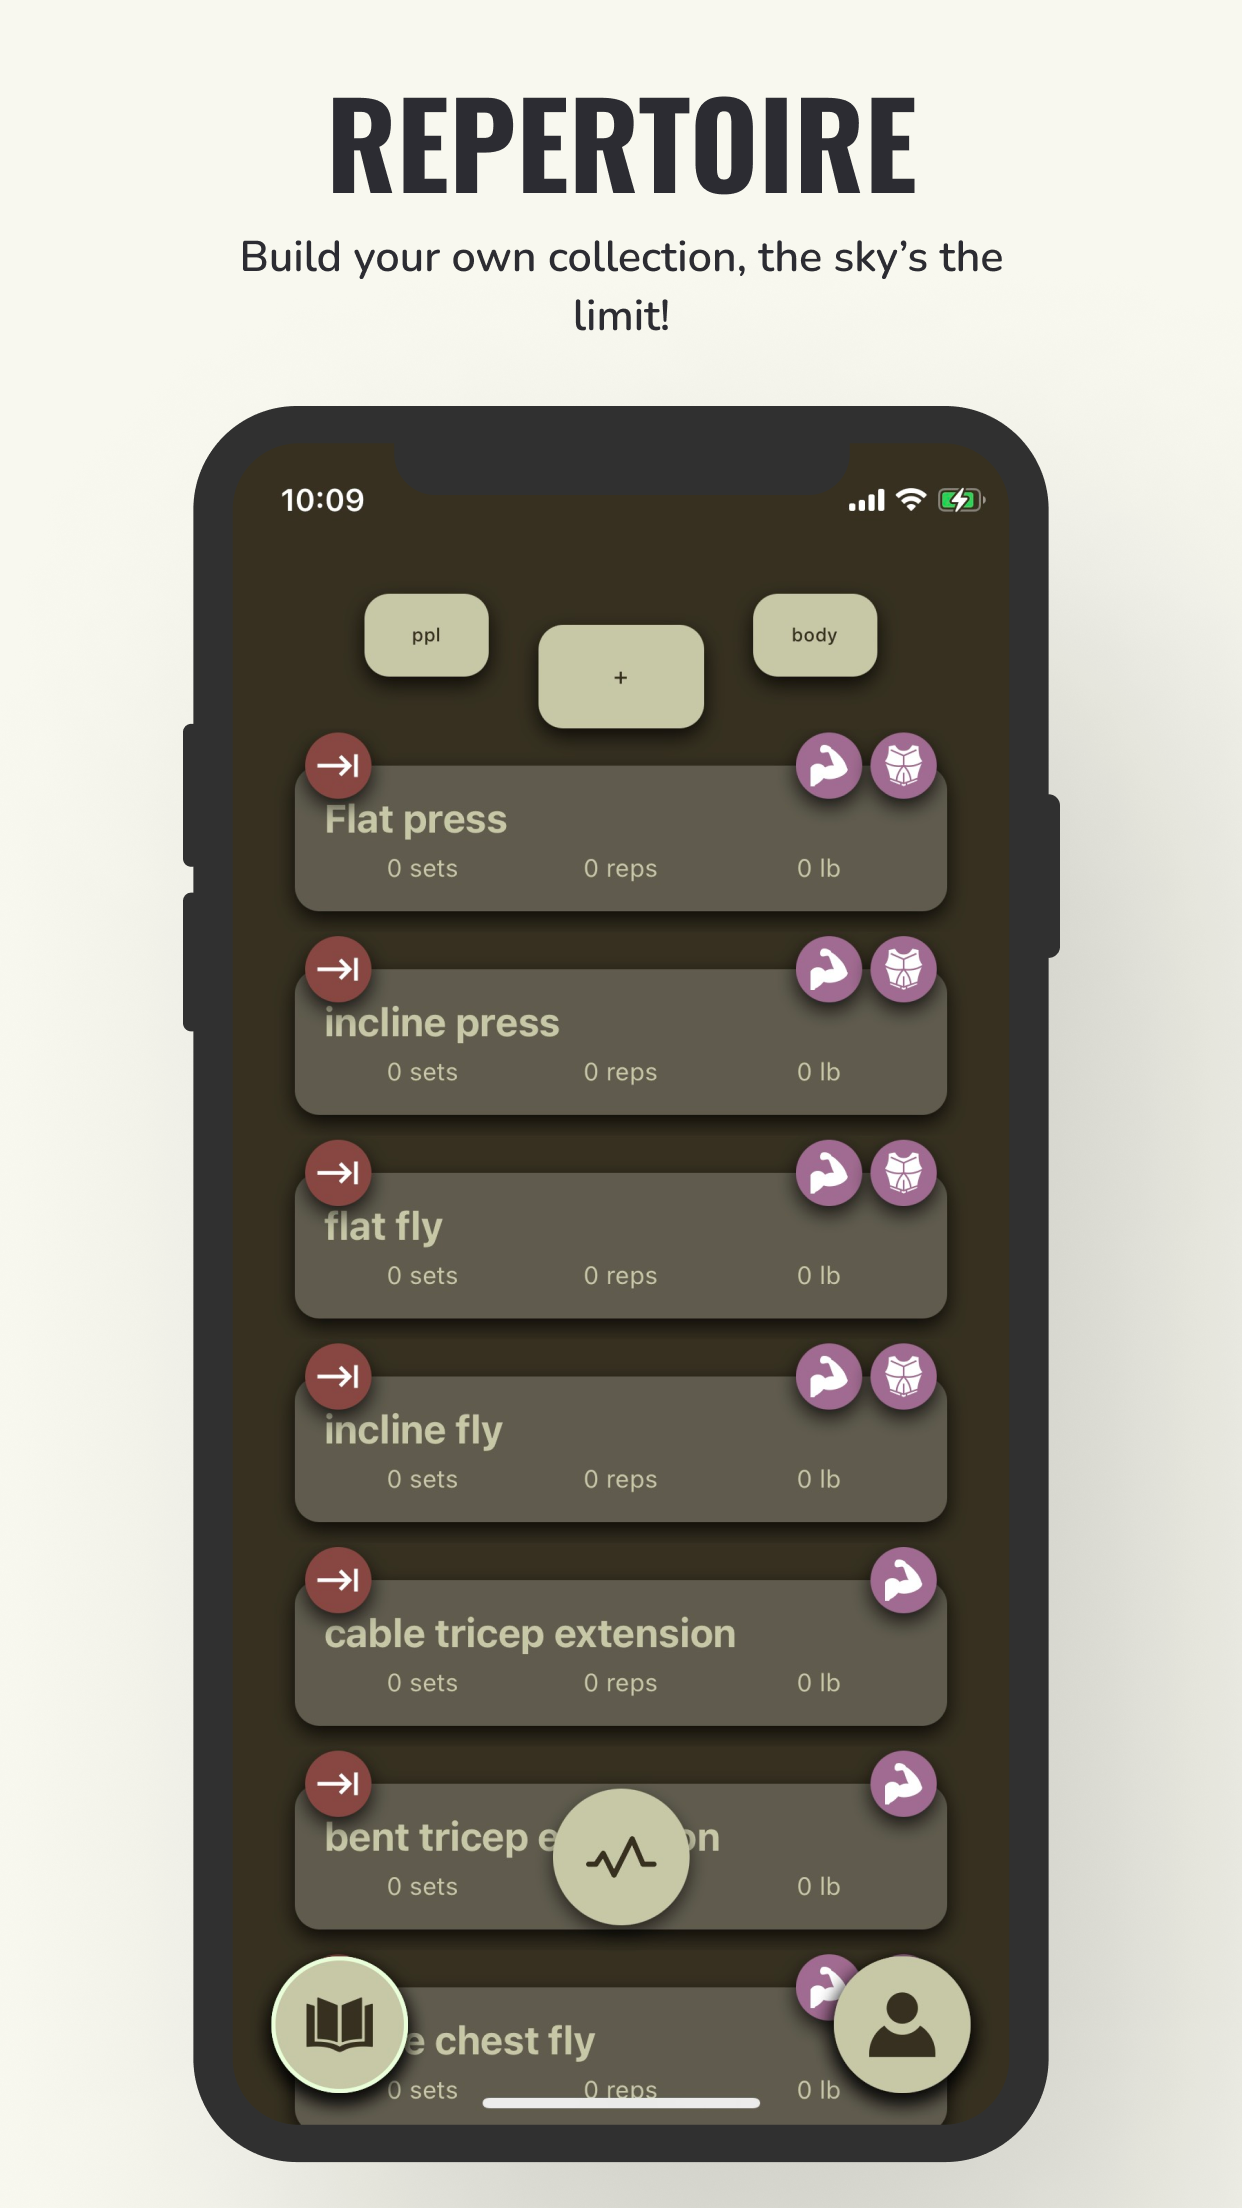 REPERTOIRE
Build your own collection, the sky’s the
limit!
10:09
ppl
+
body
Flat press
0 sets 0 reps 0 lb
incline press
0 sets 0 reps 0 lb
flat fly
0 sets 0 reps 0 lb
incline fly
0 sets 0 reps 0 lb
cable tricep extension
0 sets 0 reps 0 lb
bent tricep
0 sets 0 lb
chest fly
0 sets 0 reps 0 lb